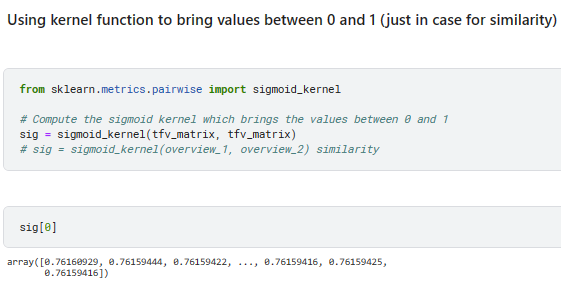 Using kernel function to bring values between 0 and 1 (just in case for similarity)
from sklearn.metrics.pairwise import sigmoid_kernel
# Compute the sigmoid kernel which brings the values between 0 and 1
sig = sigmoid_kernel(tfv_matrix, tfv_matrix)
# sig = sigmoid_kernel(overview_1, overview_2) similarity
sig[0]
array([0.76160929, 0.76159444, 0.76159422, ..., 0.76159416, 0.76159425,
0.76159416])